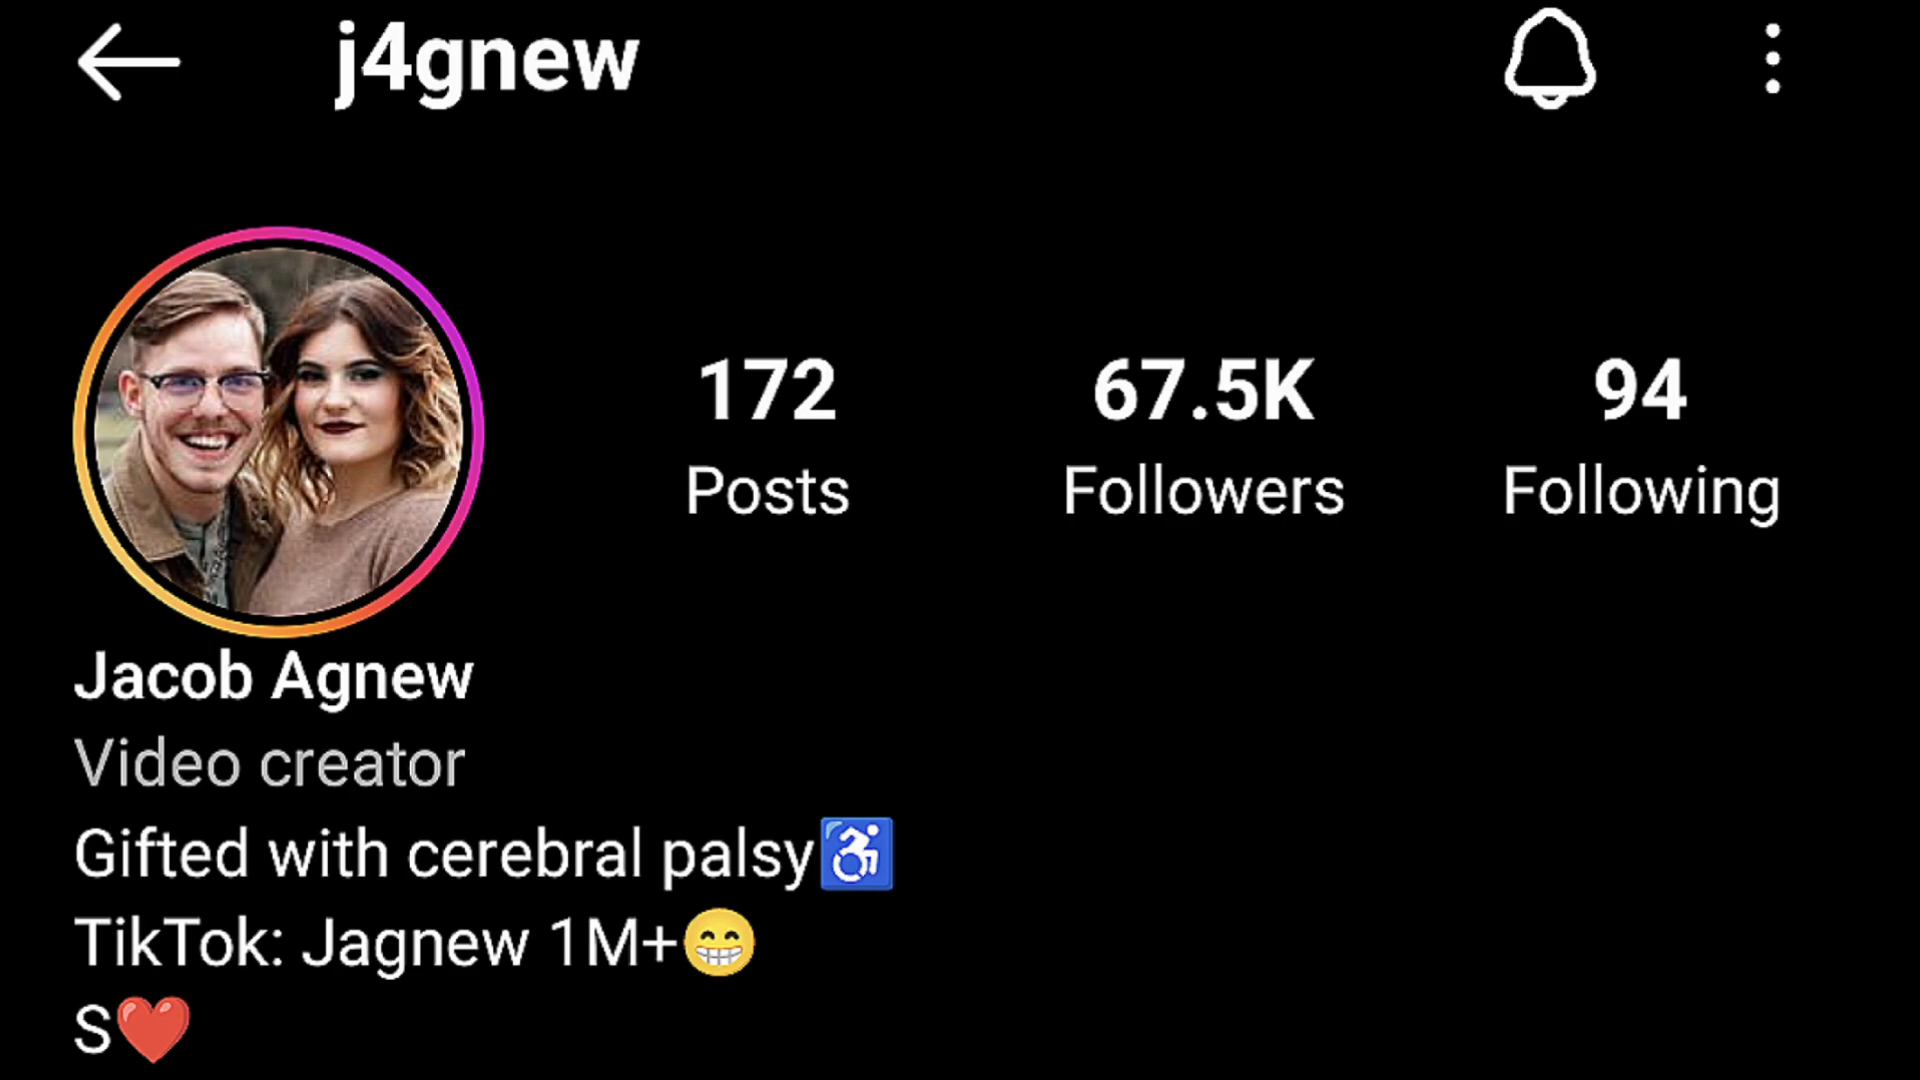 j4gnew
172 67.5K 94
Posts Followers Following
Jacob Agnew
Video creator
Gifted with cerebral palsy♿
TikTok: Jagnew 1M+😁
S❤️